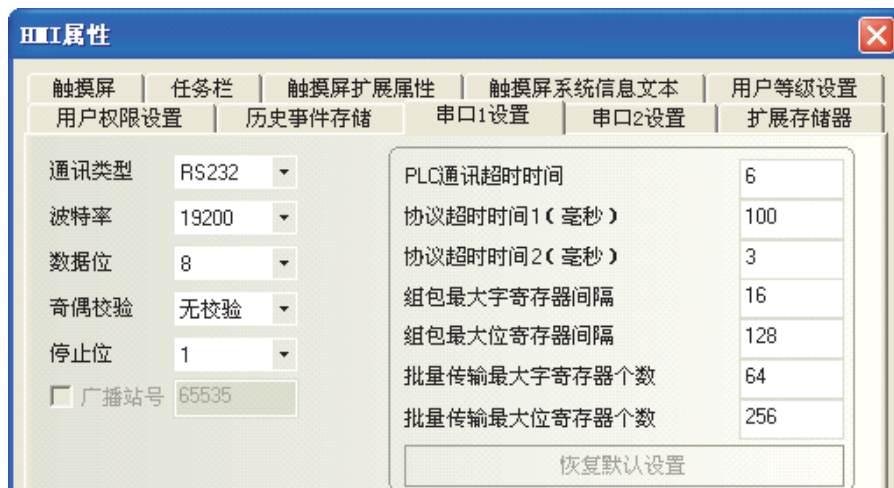 HMI属性
触摸屏 任务栏 触摸屏扩展属性 触摸屏系统信息文本 用户等级设置
用户权限设置 历史事件存储 串口1设置 串口2设置 扩展存储器
通讯类型 RS232
波特率 19200
数据位 8
奇偶校验 无校验
停止位 1
广播站号 65535
PLC通讯超时时间 6
协议超时时间1(毫秒) 100
协议超时时间2(毫秒) 3
组包最大字寄存器间隔 16
组包最大位寄存器间隔 128
批量传输最大字寄存器个数 64
批量传输最大位寄存器个数 256
恢复默认设置